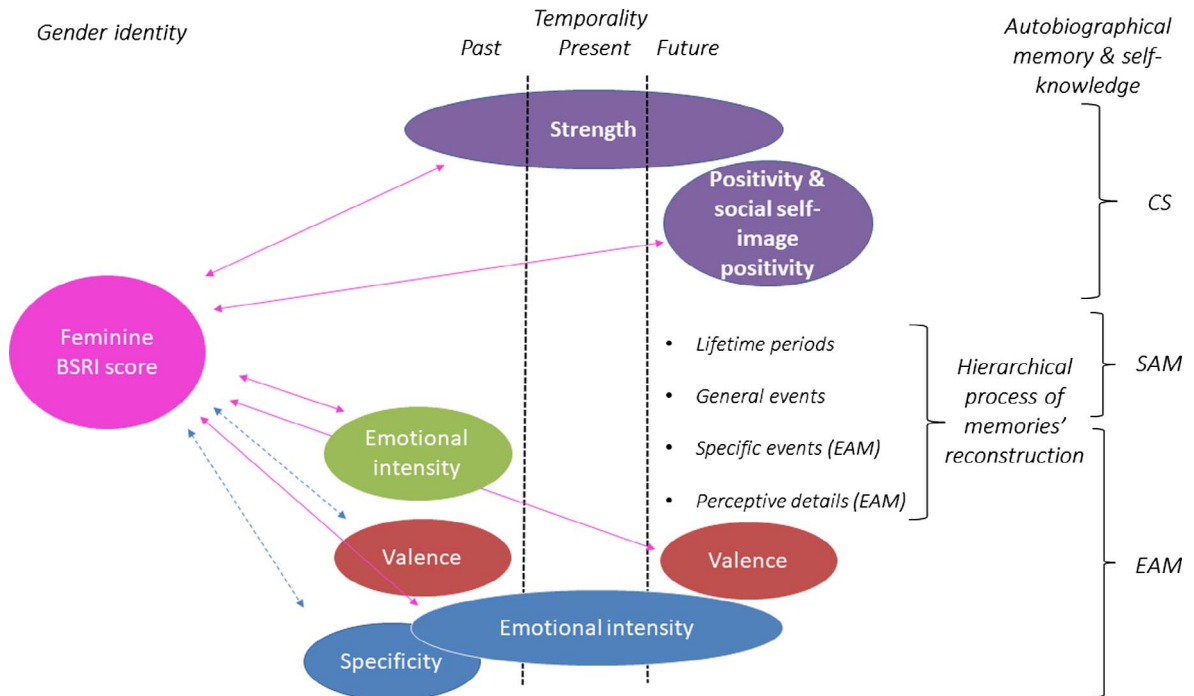 Gender identity
Temporality
Past
Present
Future
Autobiographical
memory & self-
knowledge
Strength
Positivity &
social self-
image
positivity
CS
Feminine
BSRI score
• Lifetime periods
• General events
• Specific events (EAM)
• Perceptive details (EAM)
Hierarchical
process of
memories’
reconstruction
SAM
Emotional
intensity
Valence
Valence
EAM
Emotional intensity
Specificity